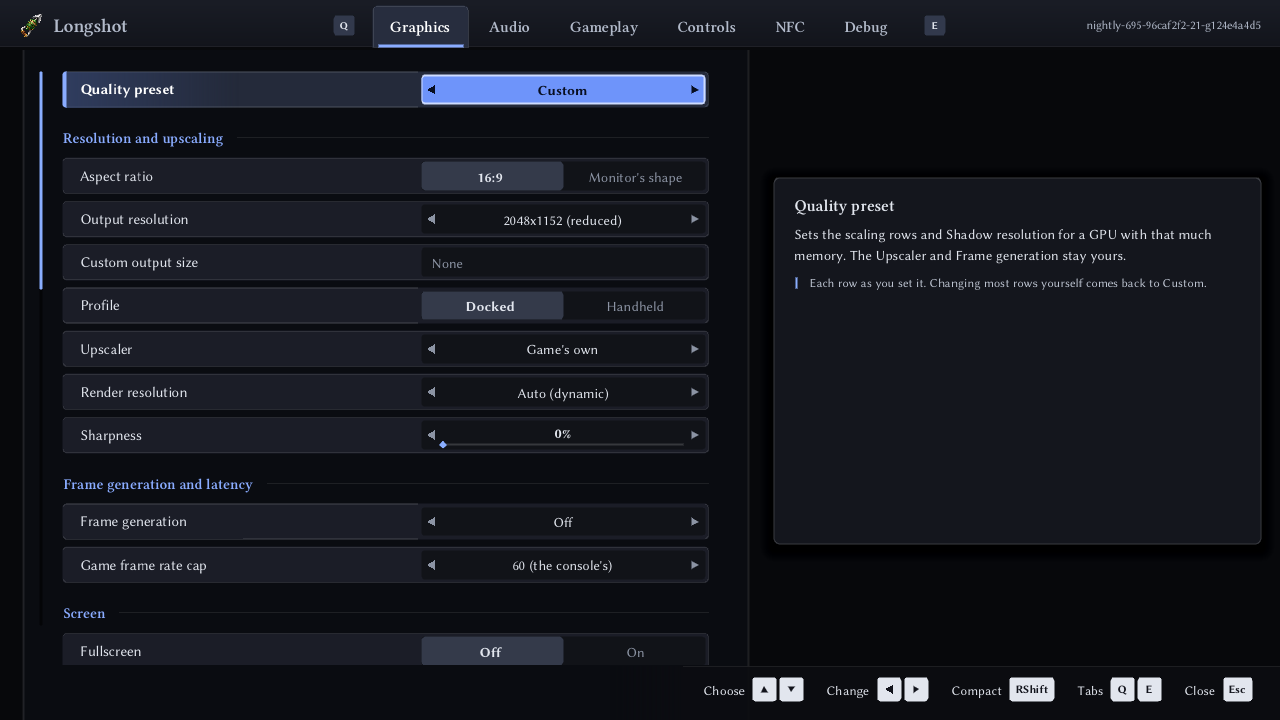 Longshot
Q
Graphics
Audio
Gameplay
Controls
NFC
Debug
E
nightly-695-96caf2f2-21-g124e4a4d5
Quality preset
Custom
Resolution and upscaling
Aspect ratio
16:9
Monitor's shape
Output resolution
2048x1152 (reduced)
Custom output size
None
Profile
Docked
Handheld
Upscaler
Game's own
Render resolution
Auto (dynamic)
Sharpness
0%
Frame generation and latency
Frame generation
Off
Game frame rate cap
60 (the console's)
Screen
Fullscreen
Off
On
Quality preset
Sets the scaling rows and Shadow resolution for a GPU with that much
memory. The Upscaler and Frame generation stay yours.
Each row as you set it. Changing most rows yourself comes back to Custom.
Choose
Change
Compact
RShift
Tabs
Q
E
Close
Esc